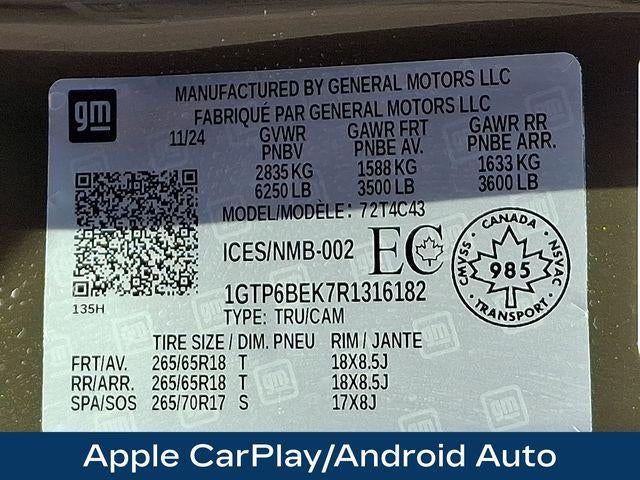 gm
MANUFACTURED BY GENERAL MOTORS LLC
FABRIQUÉ PAR GENERAL MOTORS LLC
11/24 GVWR GAWR FRT GAWR RR
PNBV PNBE AV. PNBE ARR.
2835 KG 1588 KG 1633 KG
6250 LB 3500 LB 3600 LB
MODEL/MODÈLE: 72T4C43
ICES/NMB-002 EC
CANADA
CMVSS NSVAC
985
TRANSPORT
1GTP6BEK7R1316182
135H
TYPE: TRU/CAM
TIRE SIZE / DIM. PNEU RIM / JANTE
FRT/AV. 265/65R18 T 18X8.5J
RR/ARR. 265/65R18 T 18X8.5J
SPA/SOS 265/70R17 S 17X8J
gm
Apple CarPlay/Android Auto